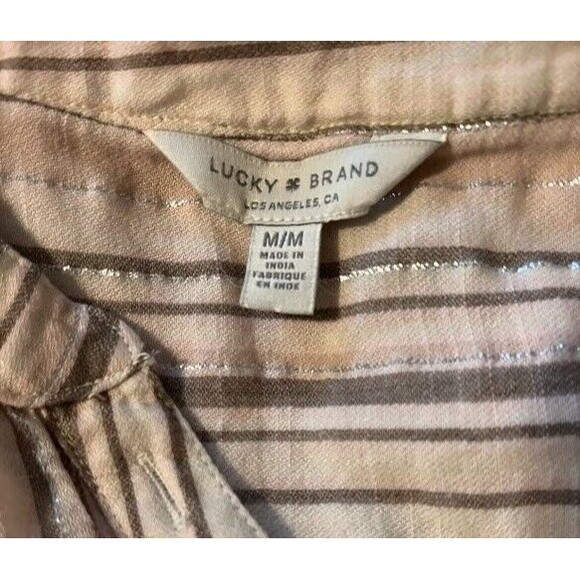 LUCKY BRAND
LOS ANGELES, CA
M/M
MADE IN
INDIA
FABRIQUE
EN INDE